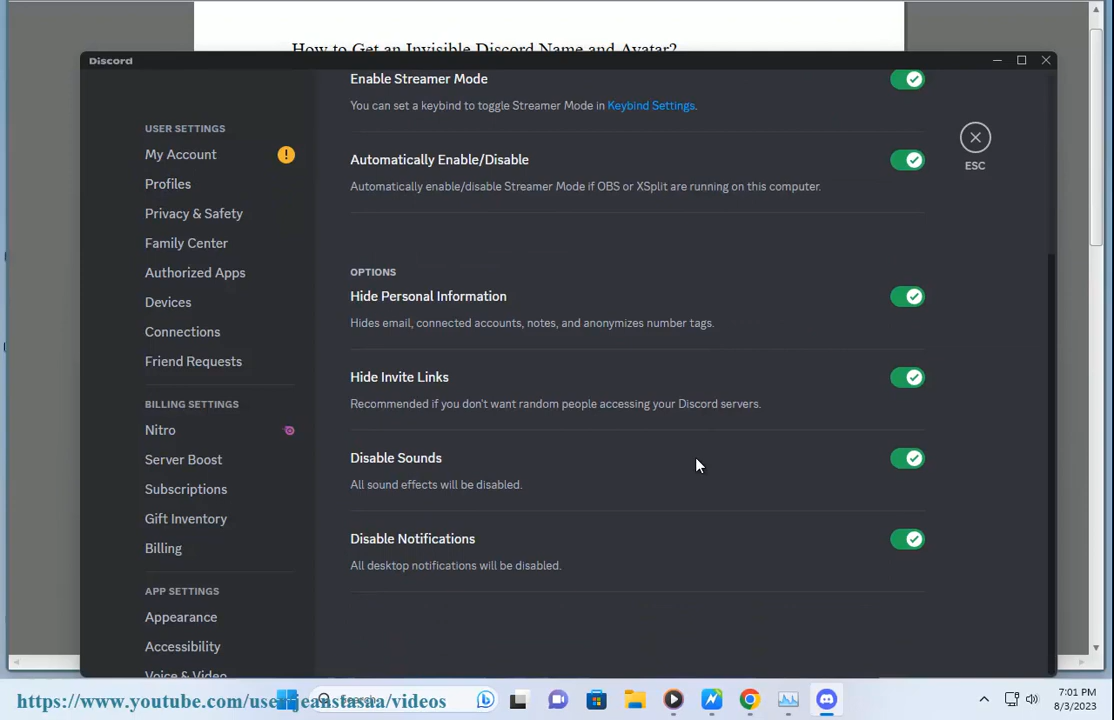 How to Get an Invisible Discord Name and Avatar?
Discord
Enable Streamer Mode
You can set a keybind to toggle Streamer Mode in Keybind Settings.
USER SETTINGS
My Account
Profiles
Privacy & Safety
Family Center
Authorized Apps
Devices
Connections
Friend Requests
BILLING SETTINGS
Nitro
Server Boost
Subscriptions
Gift Inventory
Billing
APP SETTINGS
Appearance
Accessibility
Voice & Video
Automatically Enable/Disable
Automatically enable/disable Streamer Mode if OBS or XSplit are running on this computer.
ESC
OPTIONS
Hide Personal Information
Hides email, connected accounts, notes, and anonymizes number tags.
Hide Invite Links
Recommended if you don't want random people accessing your Discord servers.
Disable Sounds
All sound effects will be disabled.
Disable Notifications
All desktop notifications will be disabled.
Search
7:01 PM
8/3/2023